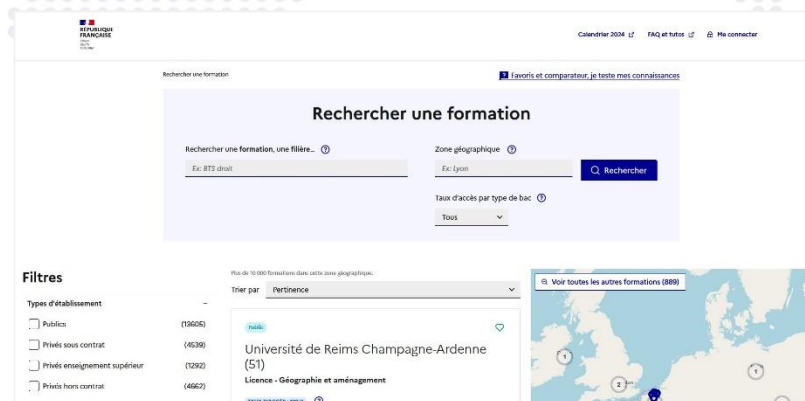 RÉPUBLIQUE
FRANÇAISE
Calendrier 2024
FAQ et tutos
Me connecter
Rechercher une formation
Favoris et comparateur, je teste mes connaissances
Rechercher une formation
Rechercher une formation, une filière...
Zone géographique
Ex: BTS droit
Ex: Lyon
Rechercher
Taux d'accès par type de bac
Tous
Filtres
Types d'établissement
Publics (13605)
Privés sous contrat (4539)
Privés enseignement supérieur (1292)
Privés hors contrat (4662)
Plus de 10 000 formations dans cette zone géographique.
Trier par Pertinence
Public
Université de Reims Champagne-Ardenne
(51)
Licence - Géographie et aménagement
Voir toutes les autres formations (889)
1
2
1